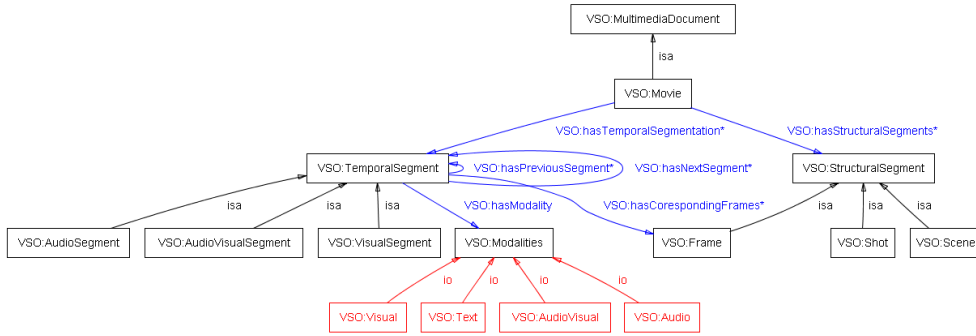 VSO:MultimediaDocument
isa
VSO:Movie
VSO:hasTemporalSegmentation*
VSO:hasStructuralSegments*
VSO:TemporalSegment
VSO:hasPreviousSegment*
VSO:hasNextSegment*
VSO:StructuralSegment
isa
isa
isa
VSO:hasModality
VSO:hasCorespondingFrames*
isa
isa
isa
VSO:AudioSegment
VSO:AudioVisualSegment
VSO:VisualSegment
VSO:Modalities
VSO:Frame
VSO:Shot
VSO:Scene
io
io
io
io
VSO:Visual
VSO:Text
VSO:AudioVisual
VSO:Audio